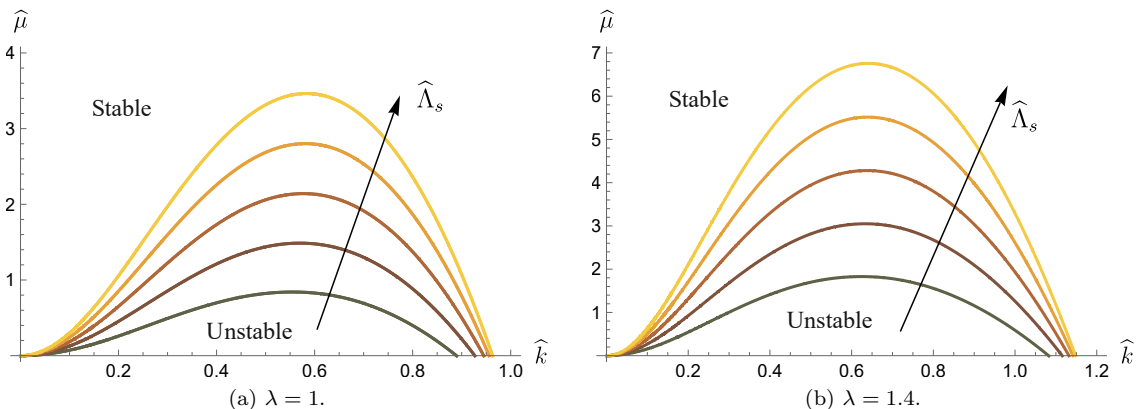 μ̂
4
3
2
1
Stable
Unstable
Λ̂ₛ
0.2 0.4 0.6 0.8 1.0
k̂
(a) λ = 1.
μ̂
7
6
5
4
3
2
1
0
Stable
Unstable
Λ̂ₛ
0.2 0.4 0.6 0.8 1.0 1.2
k̂
(b) λ = 1.4.